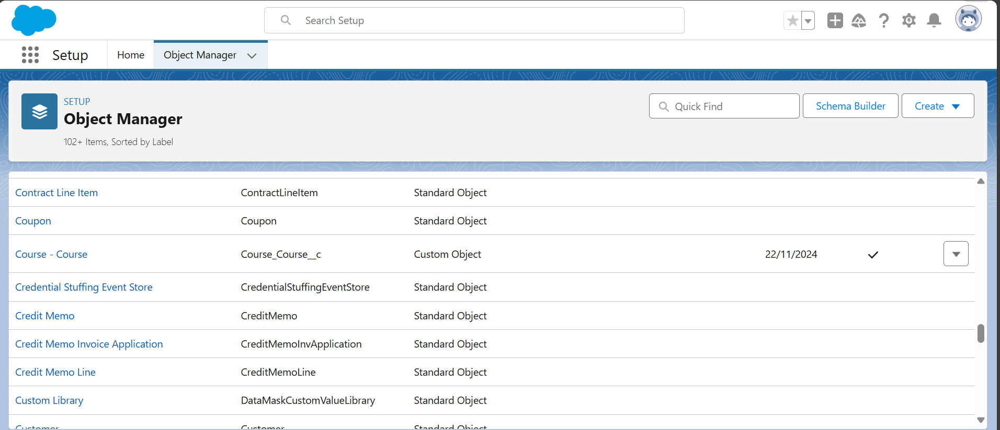 Search Setup
Setup Home Object Manager
SETUP
Object Manager
102+ Items, Sorted by Label
Quick Find Schema Builder Create
Contract Line Item ContractLineItem Standard Object
Coupon Coupon Standard Object
Course - Course Course_Course__c Custom Object 22/11/2024
Credential Stuffing Event Store CredentialStuffingEventStore Standard Object
Credit Memo CreditMemo Standard Object
Credit Memo Invoice Application CreditMemoInvApplication Standard Object
Credit Memo Line CreditMemoLine Standard Object
Custom Library DataMaskCustomValueLibrary Standard Object
Customer Customer Standard Object